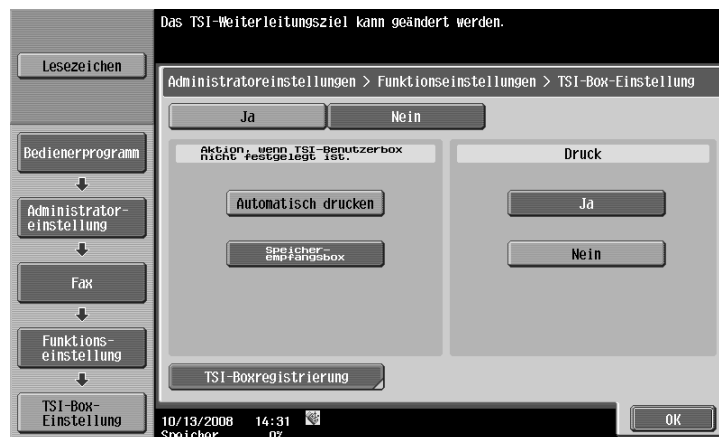 Das TSI-Weiterleitungsziel kann geändert werden.
Lesezeichen
Administratoreinstellungen > Funktionseinstellungen > TSI-Box-Einstellung
Ja
Nein
Bedienerprogramm
Administrator-
einstellung
Fax
Funktions-
einstellung
TSI-Box-
Einstellung
Aktion, wenn TSI-Benutzerbox
nicht festgelegt ist.
Automatisch drucken
Speicher-
empfangsbox
Druck
Ja
Nein
TSI-Boxregistrierung
10/13/2008 14:31
Speicher 0%
OK